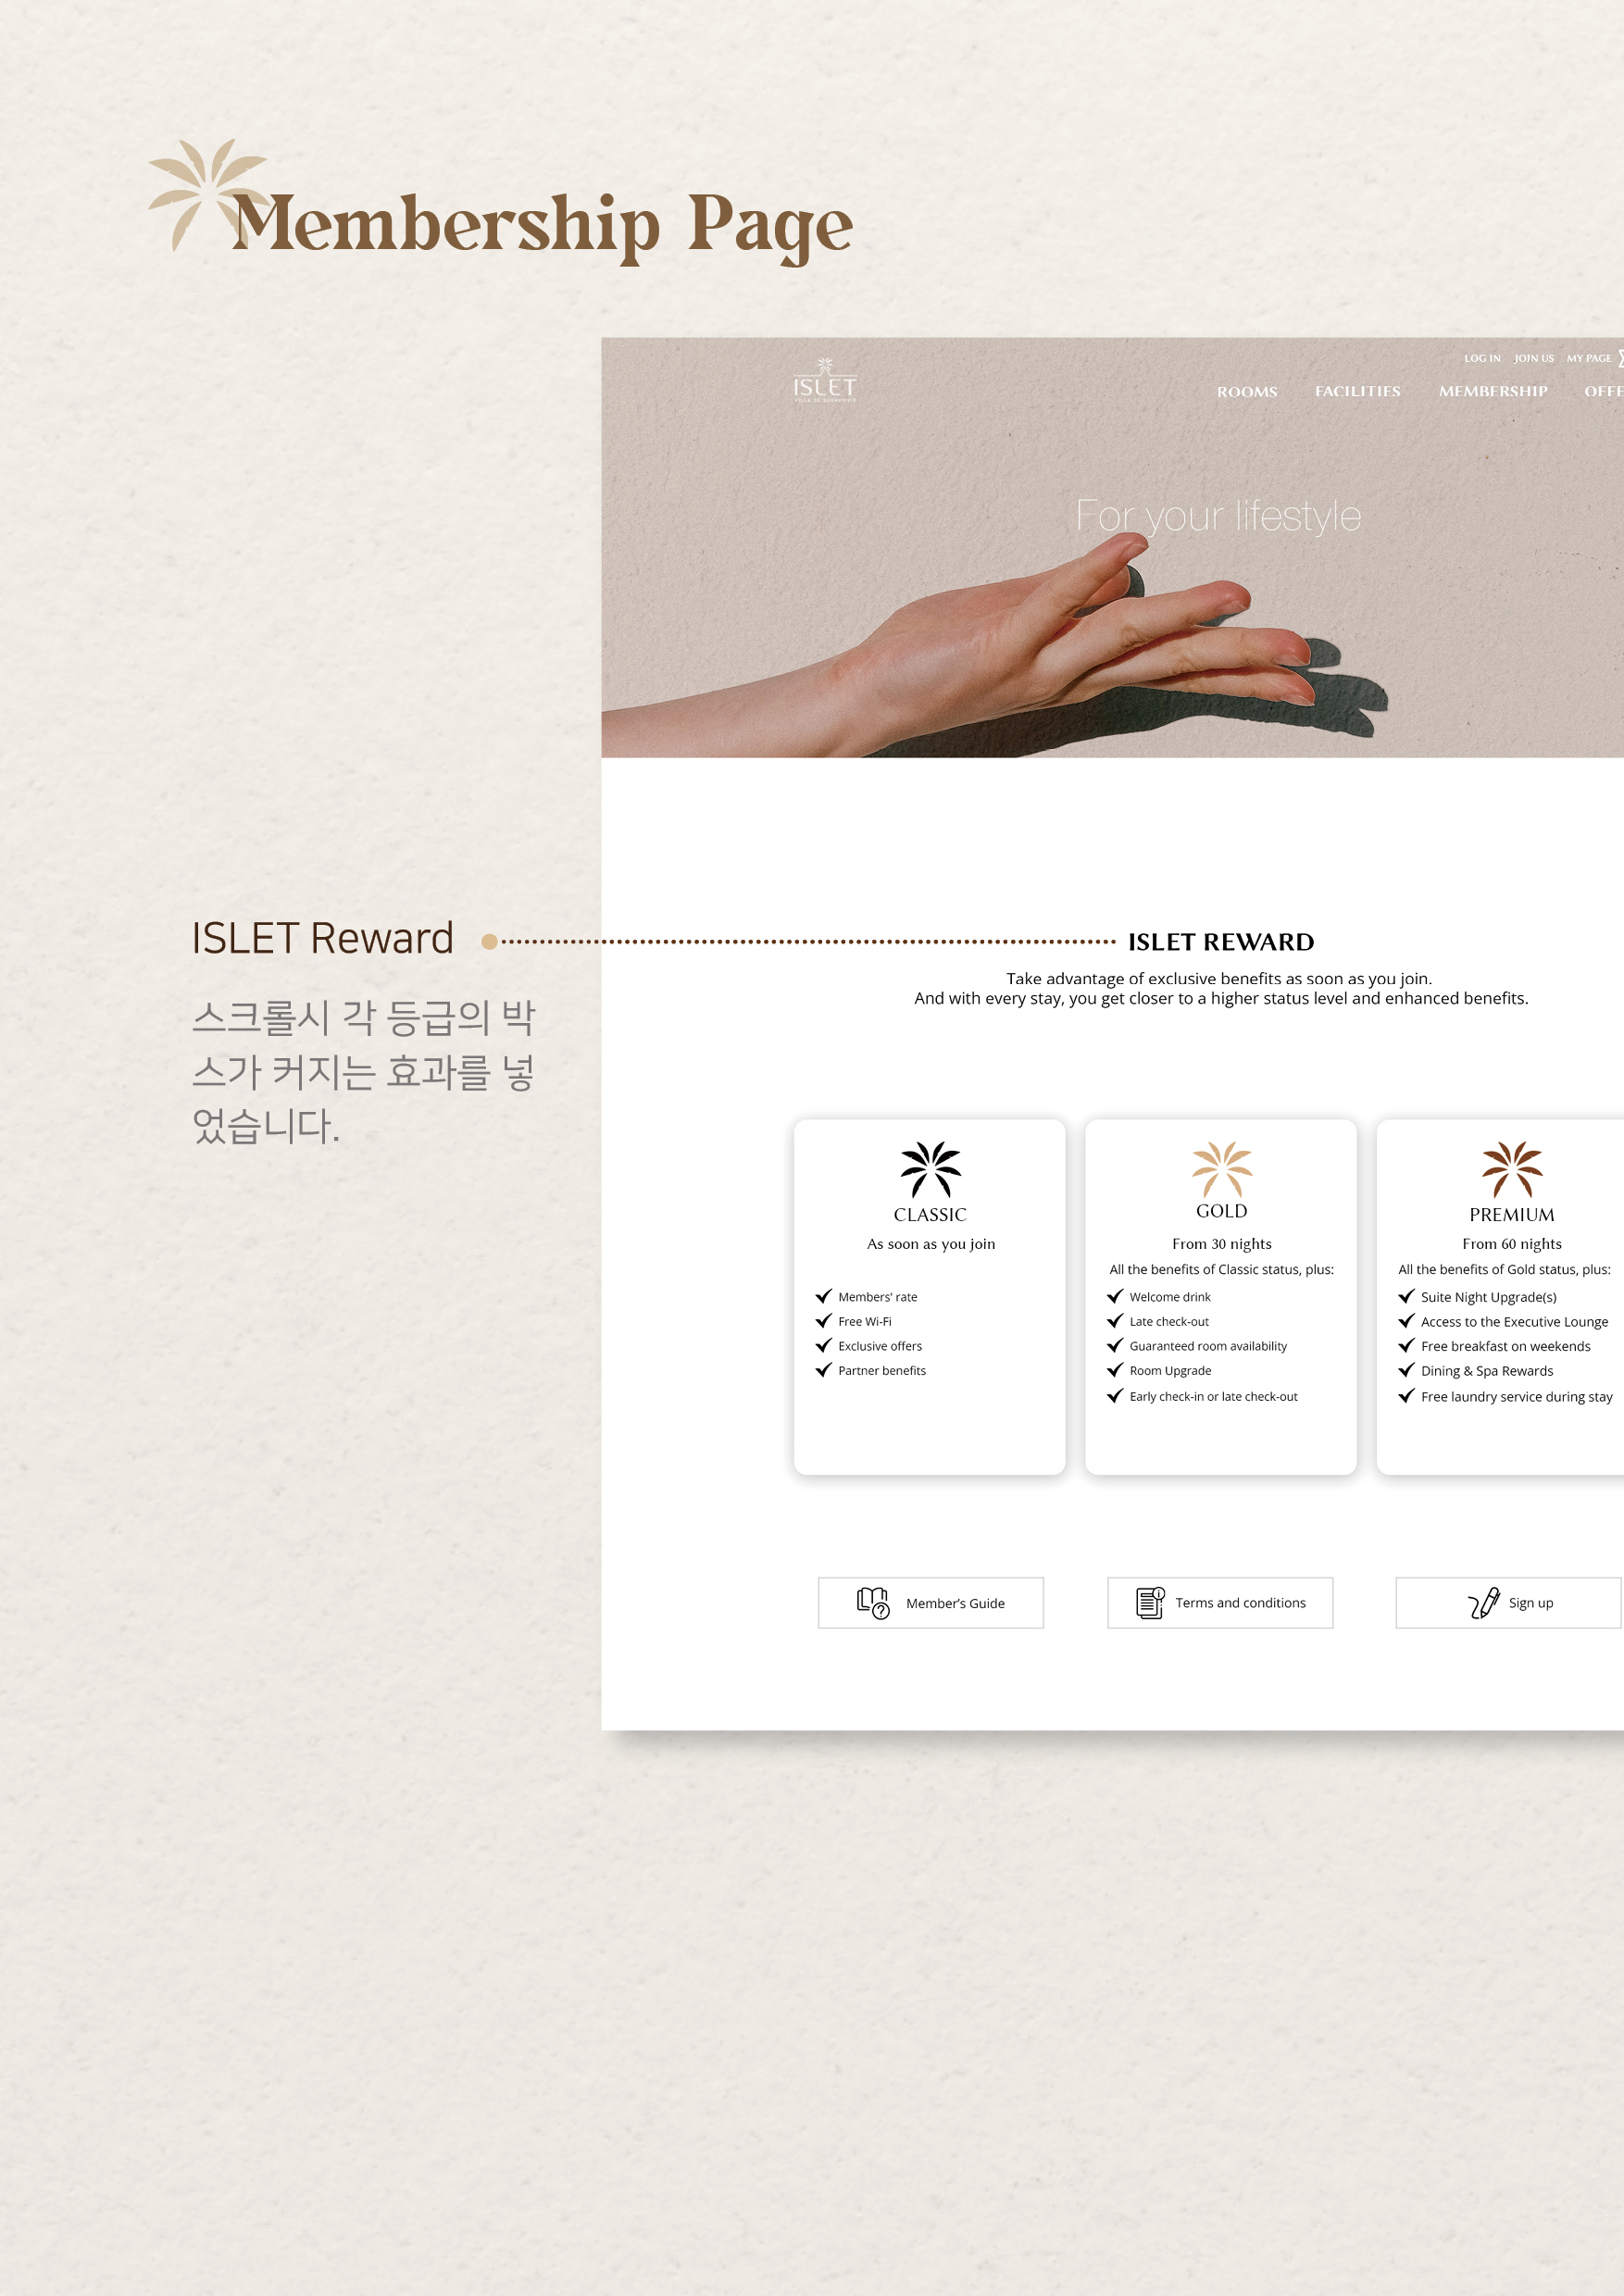 Membership Page
LOG IN JOIN US MY PAGE
ISLET
ROOMS FACILITIES MEMBERSHIP
For your lifestyle
ISLET Reward
스크롤시 각 등급의 박
스가 커지는 효과를 넣
었습니다.
ISLET REWARD
Take advantage of exclusive benefits as soon as you join.
And with every stay, you get closer to a higher status level and enhanced benefits.
CLASSIC
As soon as you join
Members' rate
Free Wi-Fi
Exclusive offers
Partner benefits
GOLD
From 30 nights
All the benefits of Classic status, plus:
Welcome drink
Late check-out
Guaranteed room availability
Room Upgrade
Early check-in or late check-out
PREMIUM
From 60 nights
All the benefits of Gold status, plus:
Suite Night Upgrade(s)
Access to the Executive Lounge
Free breakfast on weekends
Dining & Spa Rewards
Free laundry service during stay
Member's Guide
Terms and conditions
Sign up